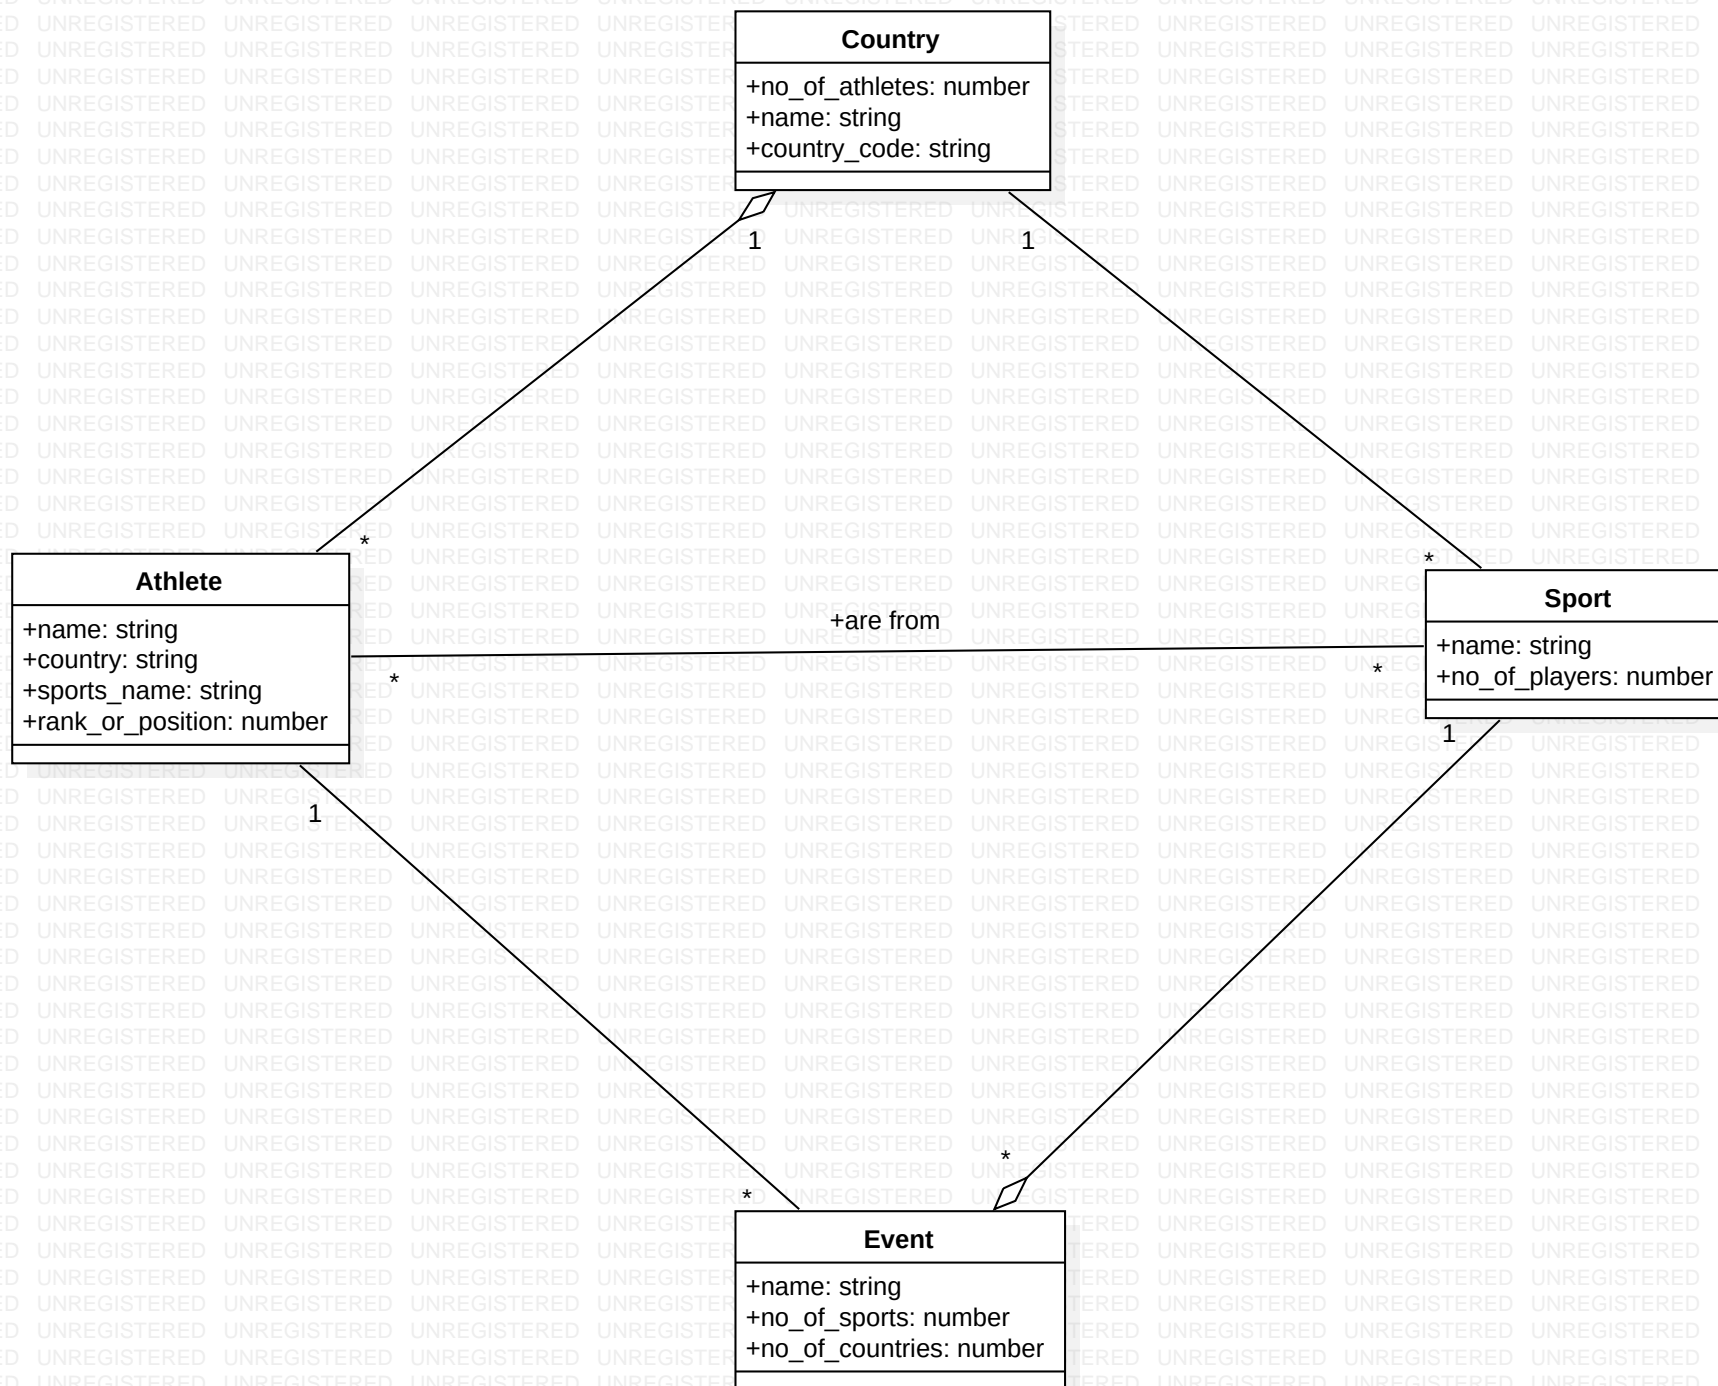 Country
+no_of_athletes: number
+name: string
+country_code: string
1
1
*
*
Athlete
+name: string
+country: string
+sports_name: string
+rank_or_position: number
+are from
*
*
Sport
+name: string
+no_of_players: number
1
1
*
*
Event
+name: string
+no_of_sports: number
+no_of_countries: number
UNREGISTERED